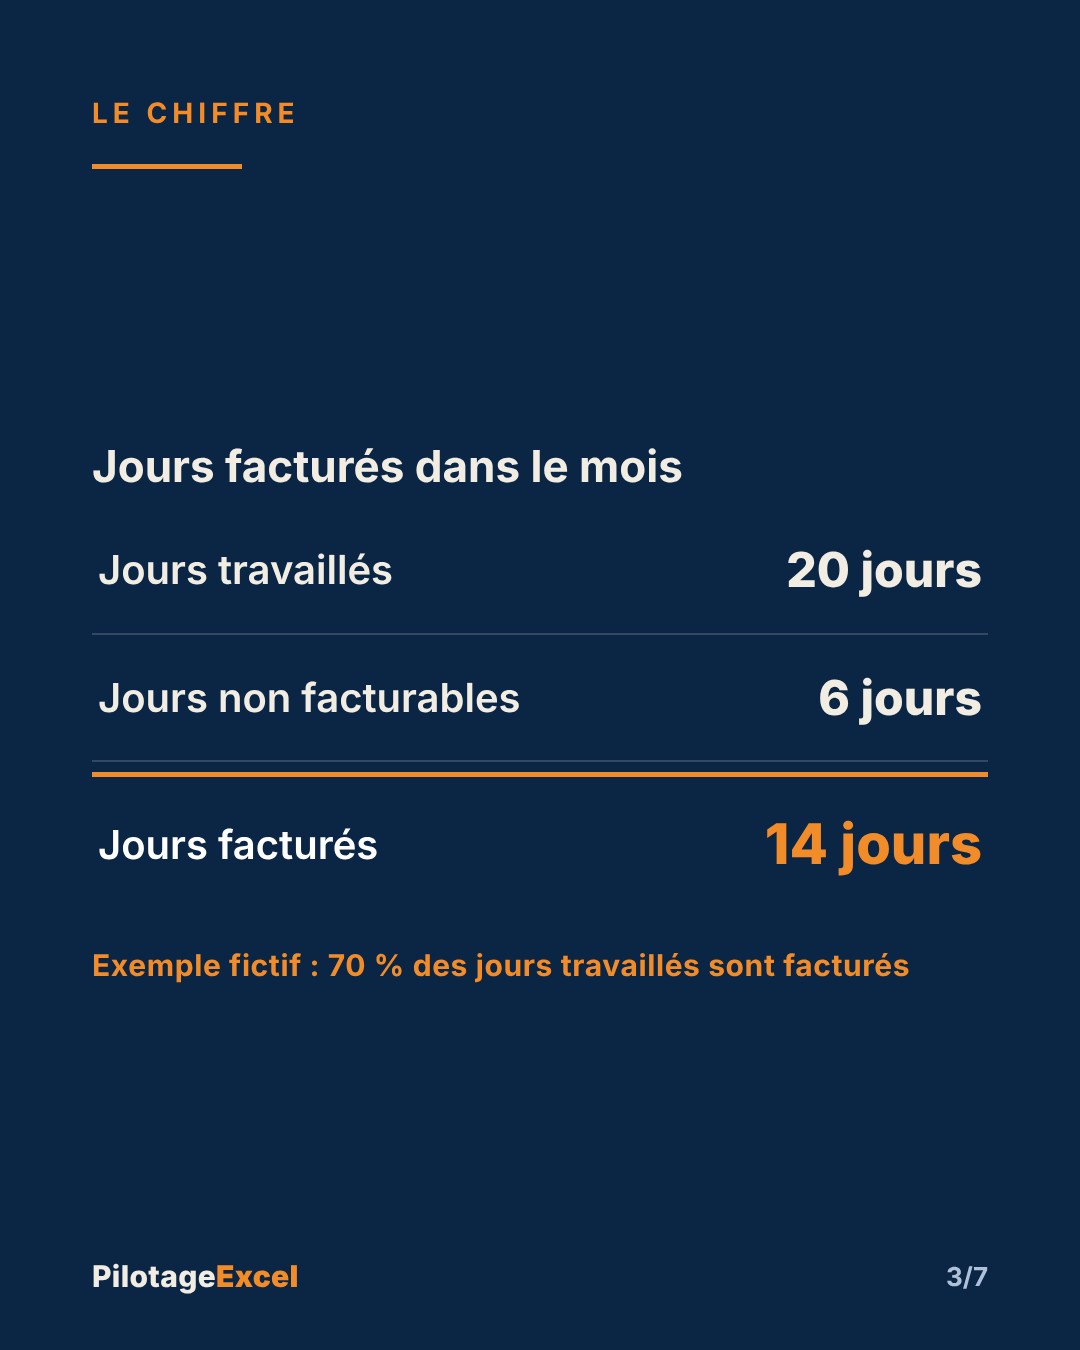 LE CHIFFRE
Jours facturés dans le mois
Jours travaillés 20 jours
Jours non facturables 6 jours
Jours facturés 14 jours
Exemple fictif : 70 % des jours travaillés sont facturés
PilotageExcel 3/7